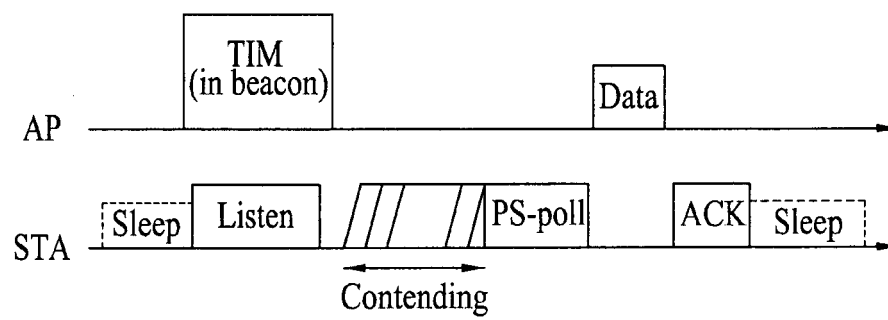 TIM
(in beacon)
Data
AP
Sleep
Listen
PS-poll
ACK
Sleep
STA
Contending